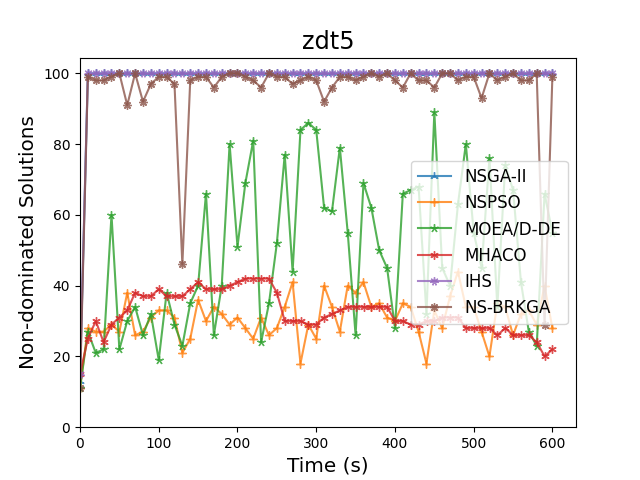 zdt5
Non-dominated Solutions
100
80
60
40
20
0
NSGA-II
NSPSO
MOEA/D-DE
MHACO
IHS
NS-BRKGA
0 100 200 300 400 500 600
Time (s)